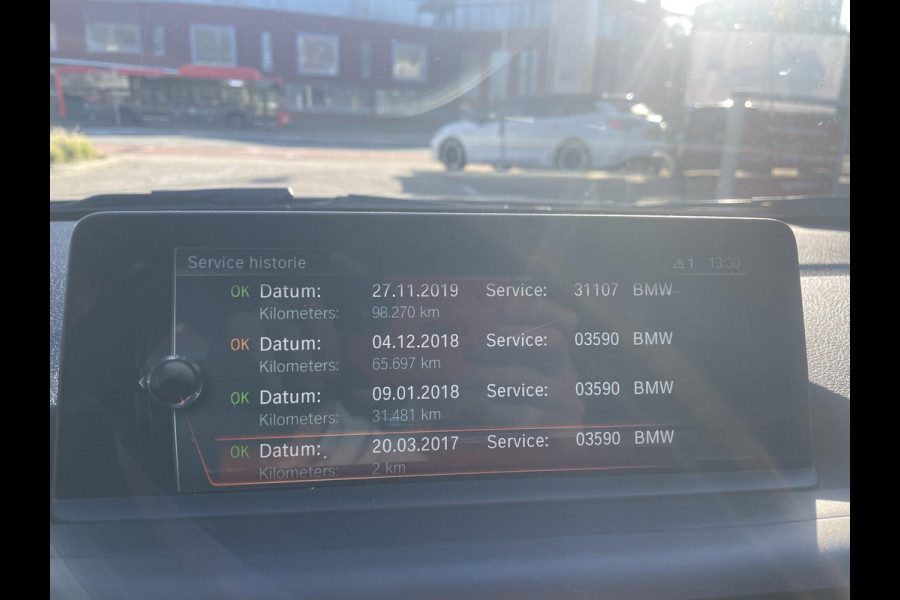 Service historie ⚠1 13:30
OK Datum: 27.11.2019 Service: 31107 BMW
Kilometers: 98.270 km
OK Datum: 04.12.2018 Service: 03590 BMW
Kilometers: 65.697 km
OK Datum: 09.01.2018 Service: 03590 BMW
Kilometers: 31.481 km
OK Datum: 20.03.2017 Service: 03590 BMW
Kilometers: 2 km